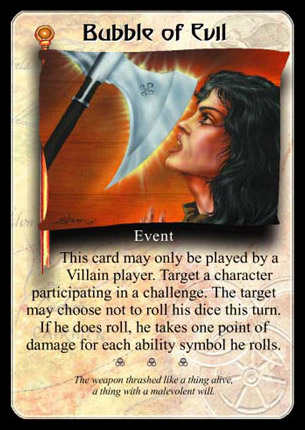 Bubble of Evil
Event
This card may only be played by a
Villain player. Target a character
participating in a challenge. The target
may choose not to roll his dice this turn.
If he does roll, he takes one point of
damage for each ability symbol he rolls.
The weapon thrashed like a thing alive,
a thing with a malevolent will.